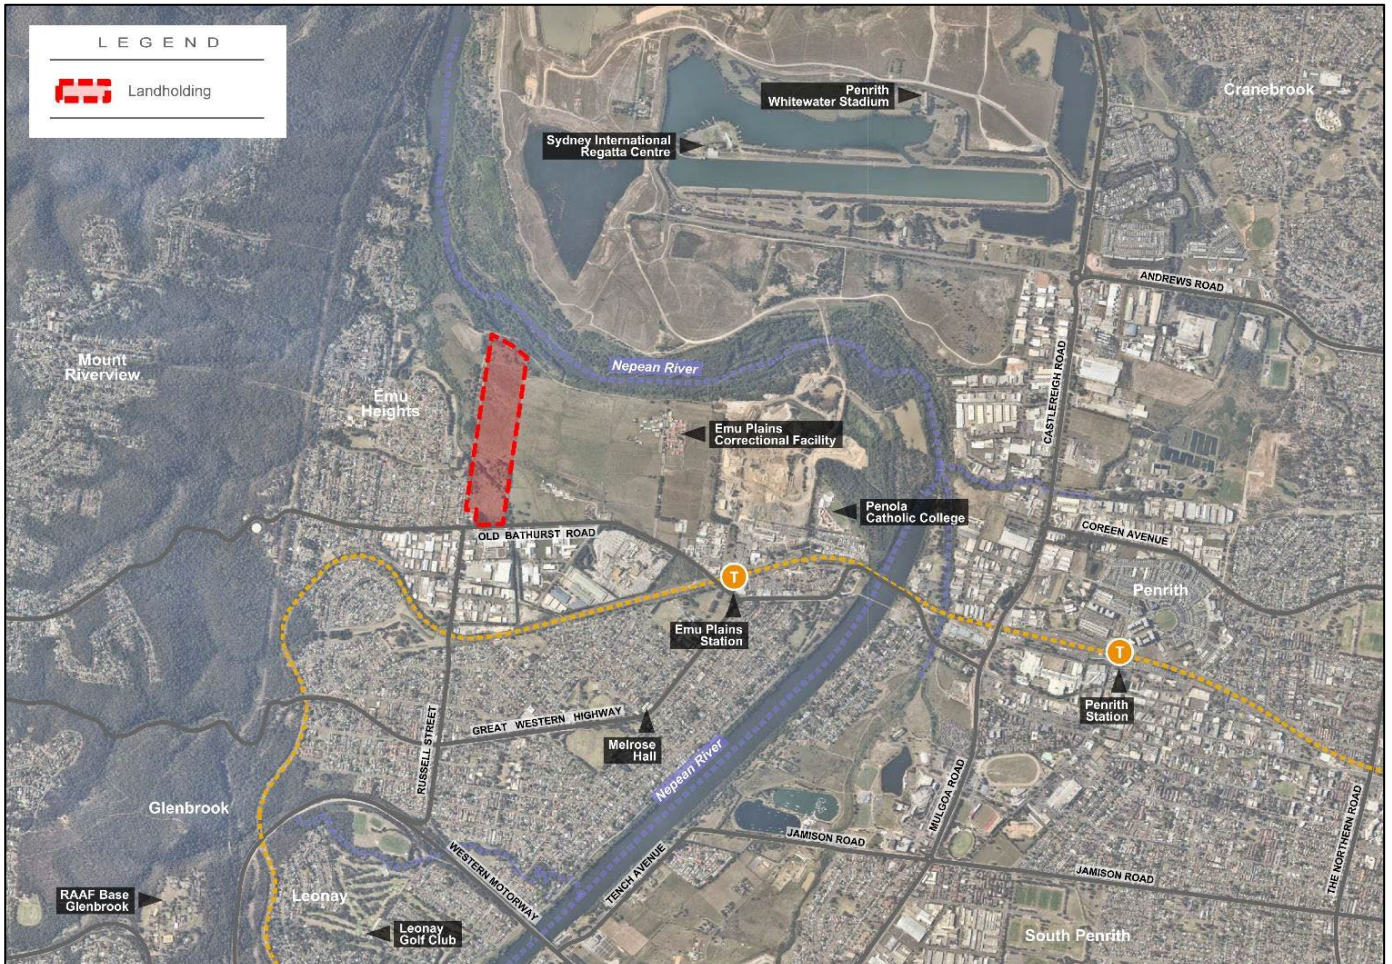 LEGEND
Landholding
Penrith
Whitewater Stadium
Cranebrook
Sydney International
Regatta Centre
ANDREWS ROAD
Mount
Riverview
Nepean River
CASTLEREIGH ROAD
Emu
Heights
Emu Plains
Correctional Facility
Penola
Catholic College
OLD BATHURST ROAD
COREEN AVENUE
T
Penrith
Emu Plains
Station
T
Penrith
Station
GREAT WESTERN HIGHWAY
RUSSELL STREET
Melrose
Hall
Nepean River
Glenbrook
MULGOA ROAD
THE NORTHERN ROAD
JAMISON ROAD
WESTERN MOTORWAY
TENCH AVENUE
JAMISON ROAD
RAAF Base
Glenbrook
Leonay
Leonay
Golf Club
South Penrith